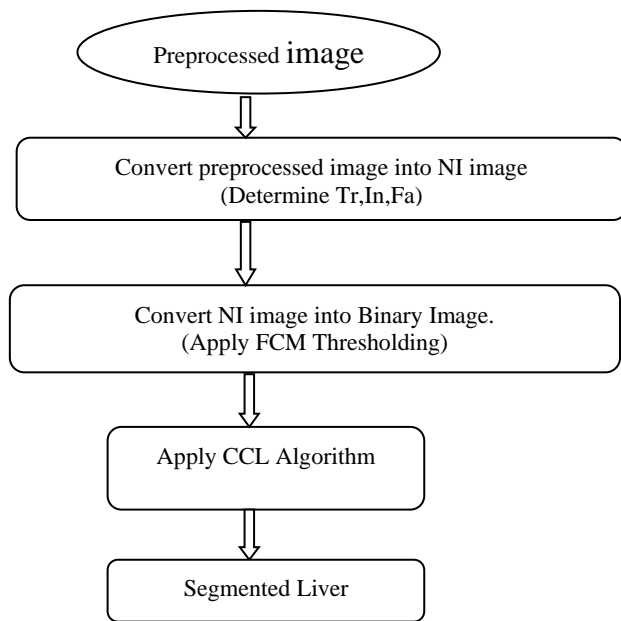 Preprocessed image
Convert preprocessed image into NI image
(Determine Tr,In,Fa)
Convert NI image into Binary Image.
(Apply FCM Thresholding)
Apply CCL Algorithm
Segmented Liver